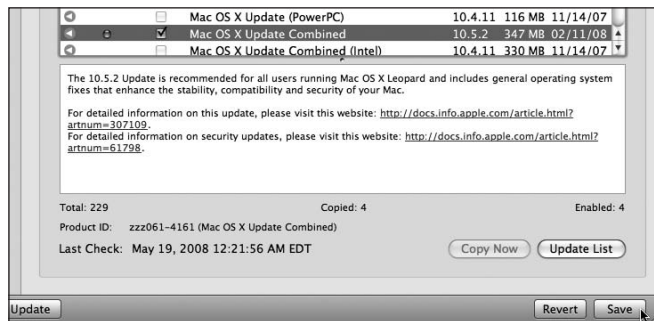 Mac OS X Update (PowerPC) 10.4.11 116 MB 11/14/07
Mac OS X Update Combined 10.5.2 347 MB 02/11/08
Mac OS X Update Combined (Intel) 10.4.11 330 MB 11/14/07
The 10.5.2 Update is recommended for all users running Mac OS X Leopard and includes general operating system
fixes that enhance the stability, compatibility and security of your Mac.
For detailed information on this update, please visit this website: http://docs.info.apple.com/article.html?
artnum=307109.
For detailed information on security updates, please visit this website: http://docs.info.apple.com/article.html?
artnum=61798.
Total: 229 Copied: 4 Enabled: 4
Product ID: zzz061-4161 (Mac OS X Update Combined)
Last Check: May 19, 2008 12:21:56 AM EDT Copy Now Update List
Update Revert Save